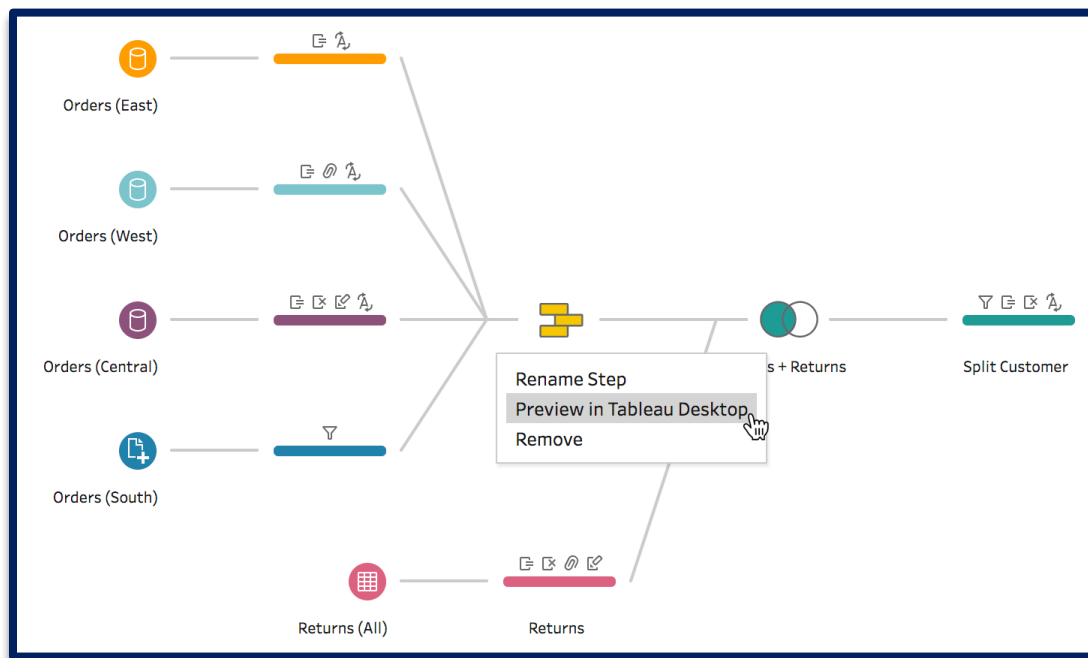 Orders (East)
Orders (West)
Orders (Central)
Rename Step
Preview in Tableau Desktop
Remove
s + Returns
Split Customer
Orders (South)
Returns (All)
Returns